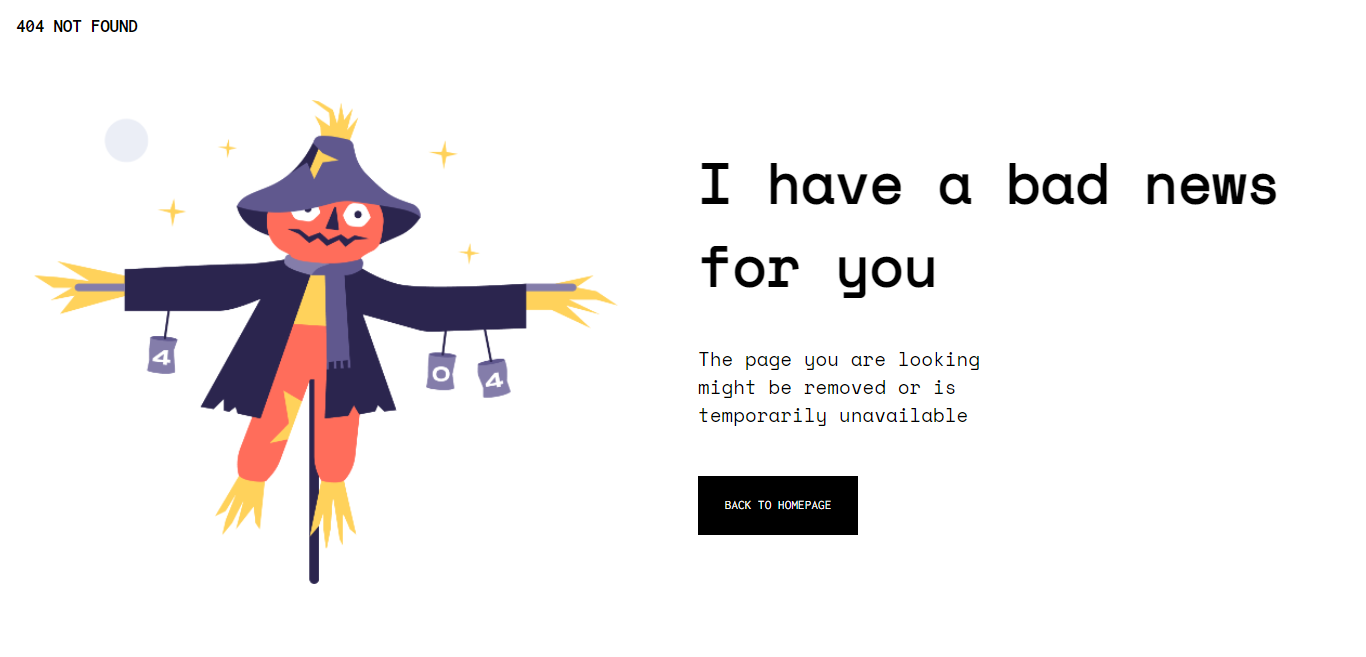 404 NOT FOUND
I have a bad news
for you
The page you are looking
might be removed or is
temporarily unavailable
BACK TO HOMEPAGE
4
0
4